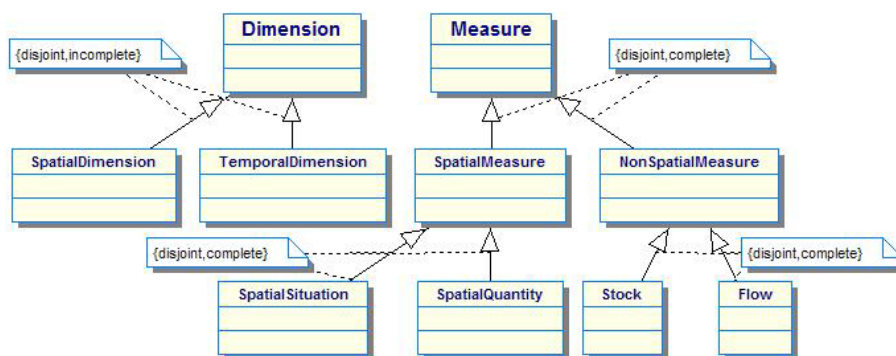 Dimension
Measure
{disjoint,incomplete}
{disjoint,complete}
SpatialDimension
TemporalDimension
SpatialMeasure
NonSpatialMeasure
{disjoint,complete}
{disjoint,complete}
SpatialSituation
SpatialQuantity
Stock
Flow